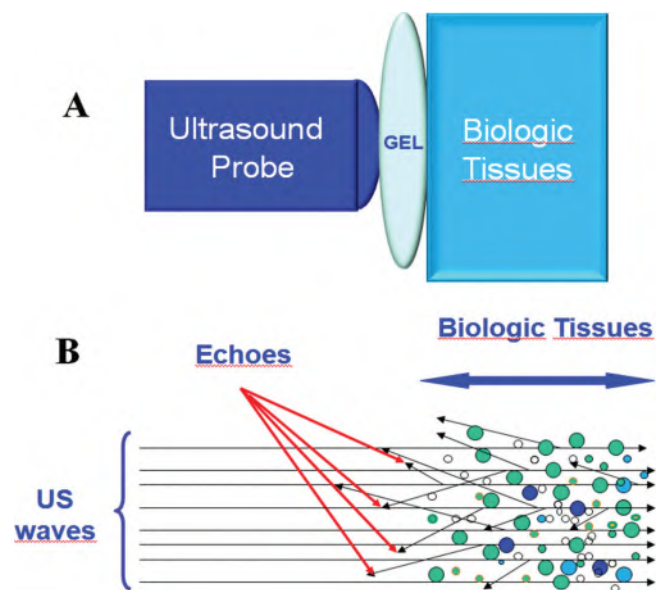 A
Ultrasound
Probe
GEL
Biologic
Tissues
B
Biologic Tissues
Echoes
US
waves